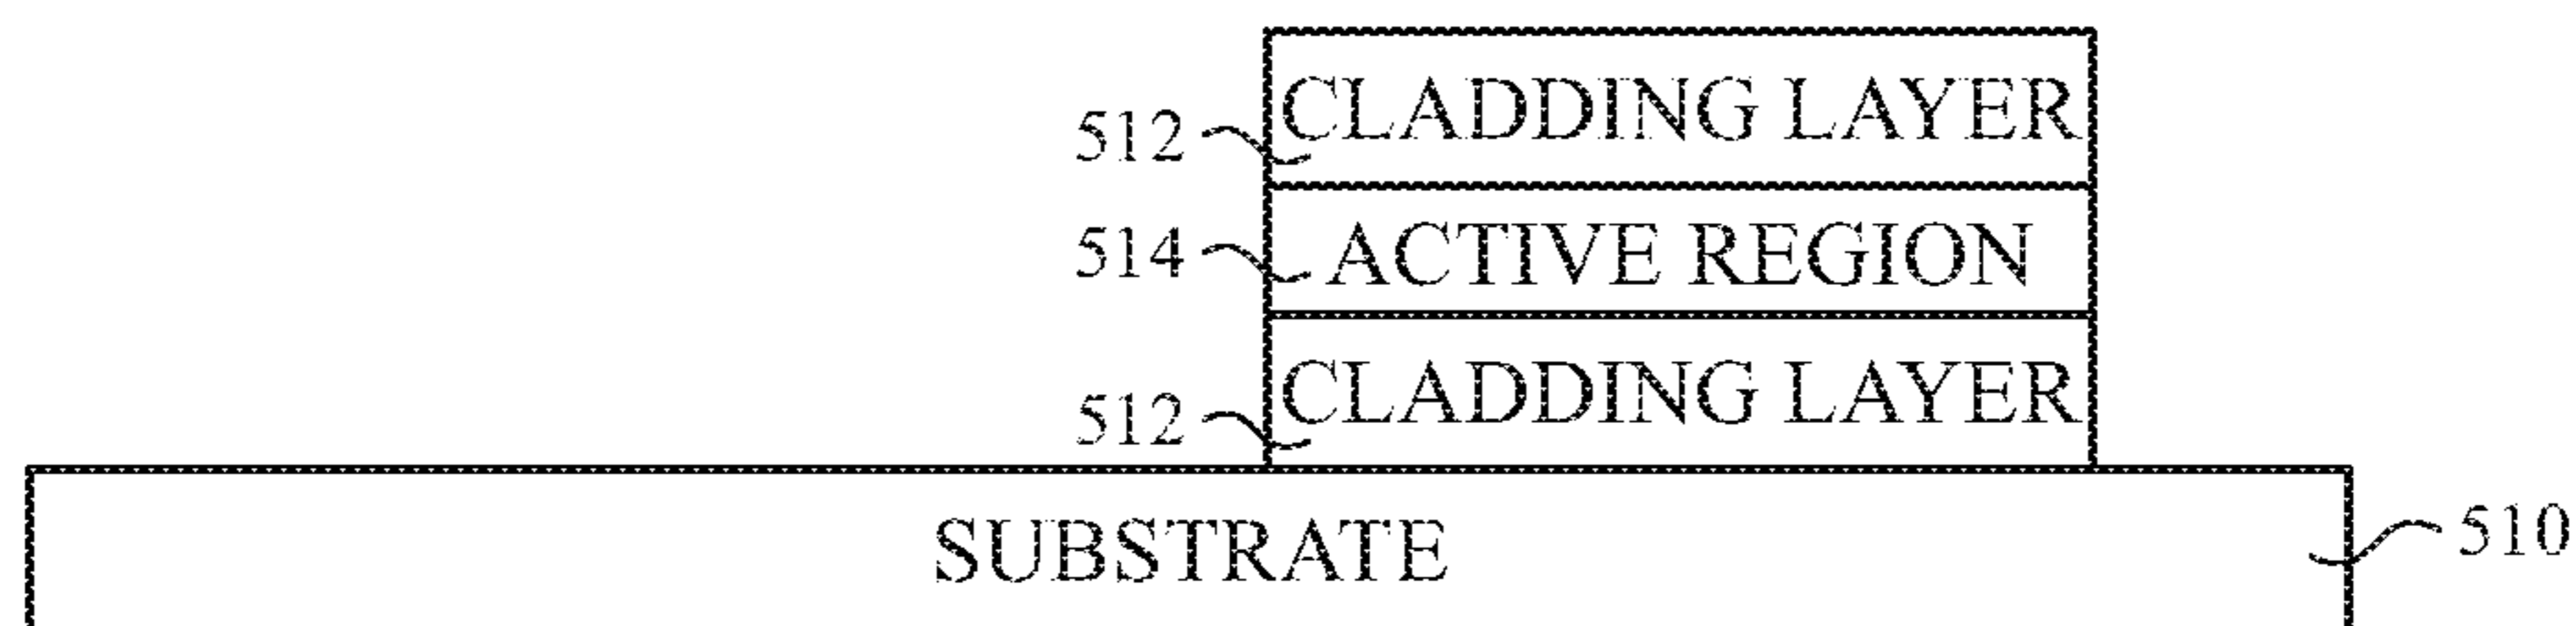 512 CLADDING LAYER
514 ACTIVE REGION
512 CLADDING LAYER
SUBSTRATE 510